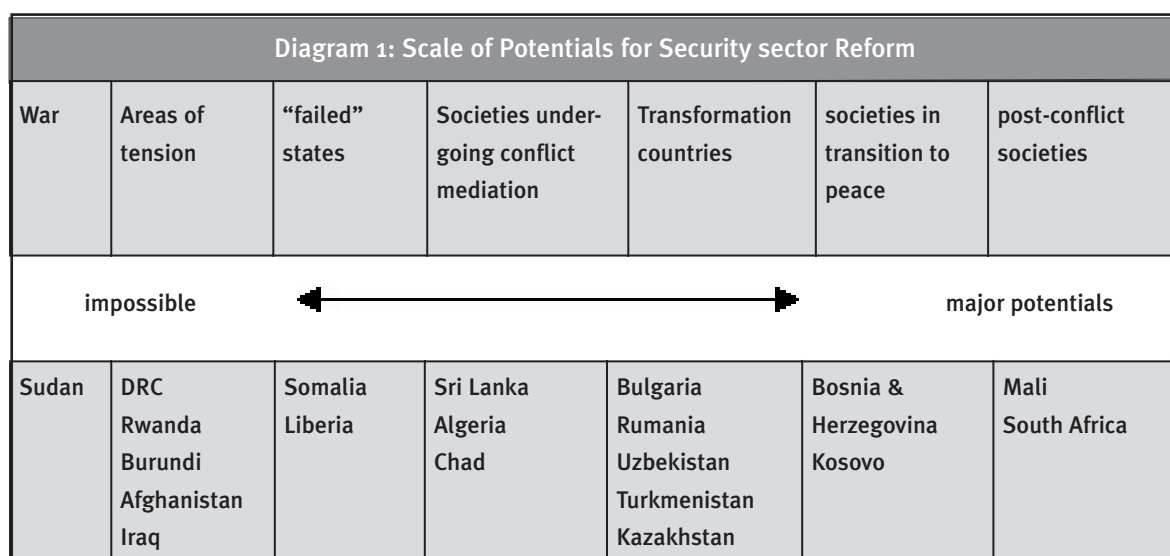 Diagram 1: Scale of Potentials for Security sector Reform
War
Areas of
tension
“failed”
states
Societies under-
going conflict
mediation
Transformation
countries
societies in
transition to
peace
post-conflict
societies
impossible
major potentials
Sudan
DRC
Rwanda
Burundi
Afghanistan
Iraq
Somalia
Liberia
Sri Lanka
Algeria
Chad
Bulgaria
Rumania
Uzbekistan
Turkmenistan
Kazakhstan
Bosnia &
Herzegovina
Kosovo
Mali
South Africa